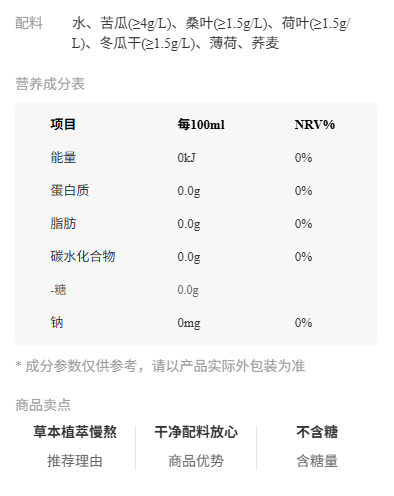 配料 水、苦瓜(≥4g/L)、桑叶(≥1.5g/L)、荷叶(≥1.5g/
L)、冬瓜干(≥1.5g/L)、薄荷、荞麦
营养成分表
项目 每100ml NRV%
能量 0kJ 0%
蛋白质 0.0g 0%
脂肪 0.0g 0%
碳水化合物 0.0g 0%
-糖 0.0g
钠 0mg 0%
* 成分参数仅供参考，请以产品实际外包装为准
商品卖点
草本植萃慢熬 干净配料放心 不含糖
推荐理由 商品优势 含糖量